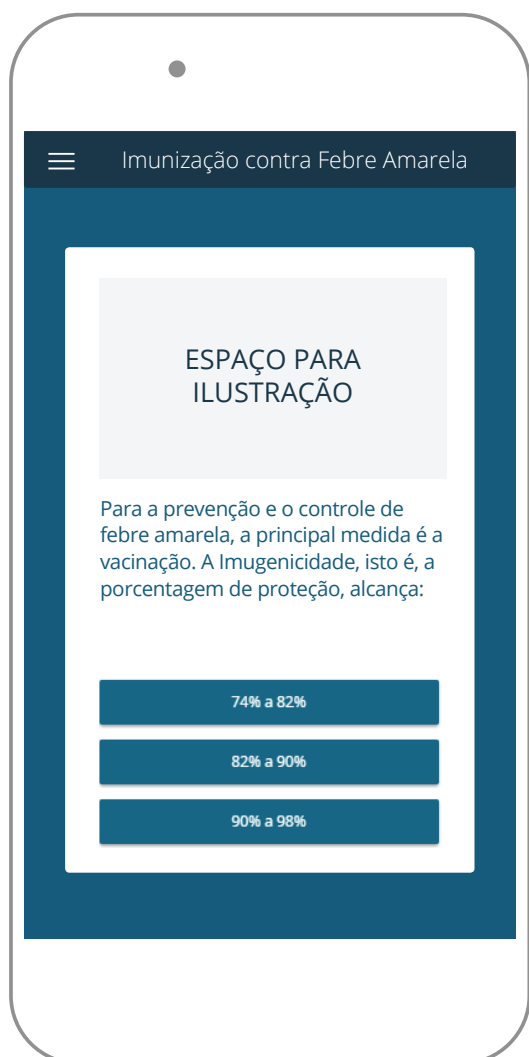 Imunização contra Febre Amarela
ESPAÇO PARA
ILUSTRAÇÃO
Para a prevenção e o controle de
febre amarela, a principal medida é a
vacinação. A Imugenicidade, isto é, a
porcentagem de proteção, alcança:
74% a 82%
82% a 90%
90% a 98%